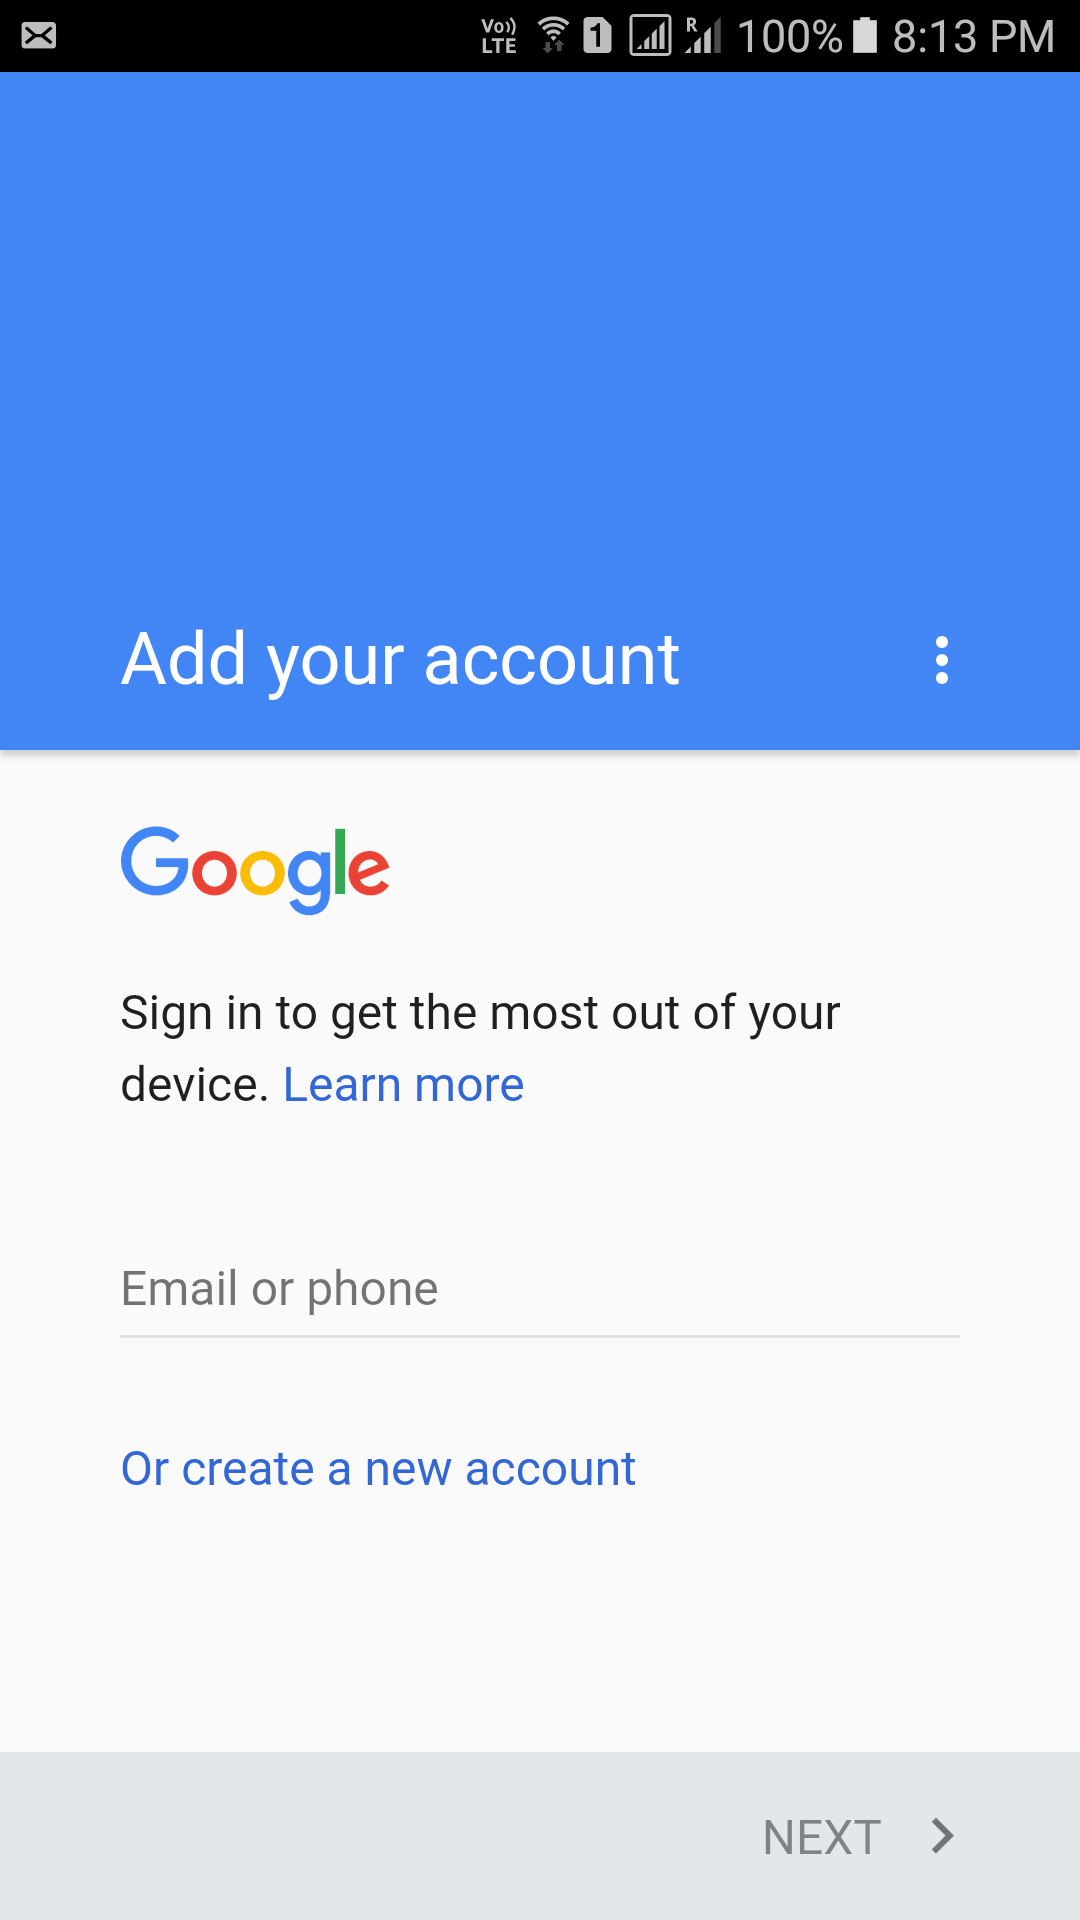 Vo)) LTE 1 R 100% 8:13 PM
Add your account
Google
Sign in to get the most out of your
device. Learn more
Email or phone
Or create a new account
NEXT